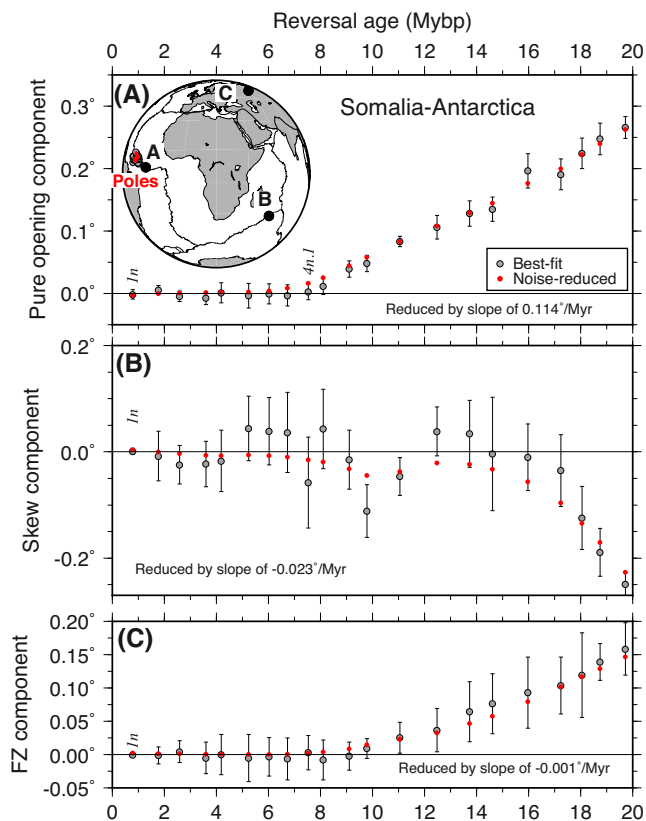 Reversal age (Mybp)
0 2 4 6 8 10 12 14 16 18 20
(A)
Somalia-Antarctica
C
A
Poles
B
Pure opening component
0.3°
0.2°
0.1°
0.0°
1n
4n.1
Best-fit
Noise-reduced
Reduced by slope of 0.114°/Myr
(B)
Skew component
0.2°
0.0°
-0.2°
1n
Reduced by slope of -0.023°/Myr
(C)
FZ component
0.20°
0.15°
0.10°
0.05°
0.00°
-0.05°
1n
Reduced by slope of -0.001°/Myr
0 2 4 6 8 10 12 14 16 18 20